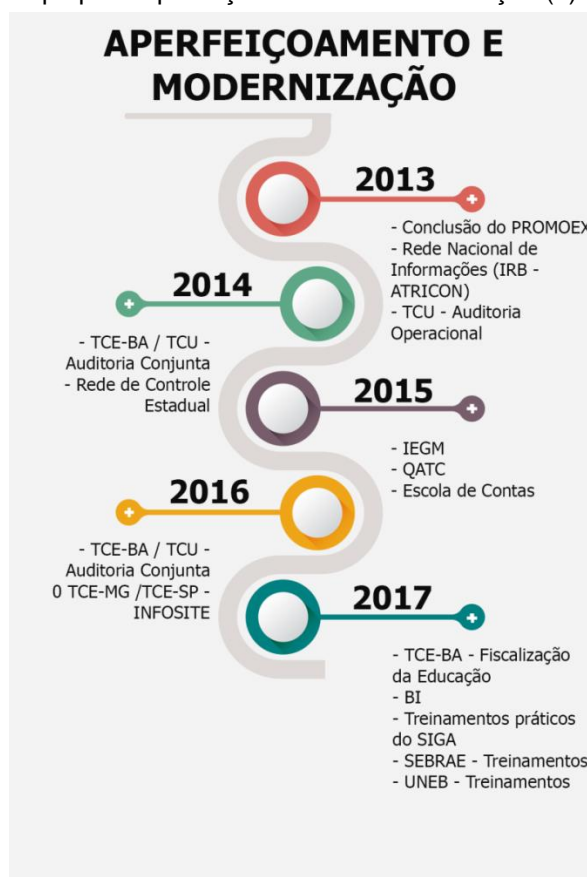 APERFEIÇOAMENTO E
MODERNIZAÇÃO
2013
- Conclusão do PROMOEX
- Rede Nacional de
Informações (IRB -
ATRICON)
- TCU - Auditoria
Operacional
2014
- TCE-BA / TCU -
Auditoria Conjunta
- Rede de Controle
Estadual
2015
- IEGM
- QATC
- Escola de Contas
2016
- TCE-BA / TCU -
Auditoria Conjunta
0 TCE-MG /TCE-SP -
INFOSITE
2017
- TCE-BA - Fiscalização
da Educação
- BI
- Treinamentos práticos
do SIGA
- SEBRAE - Treinamentos
- UNEB - Treinamentos